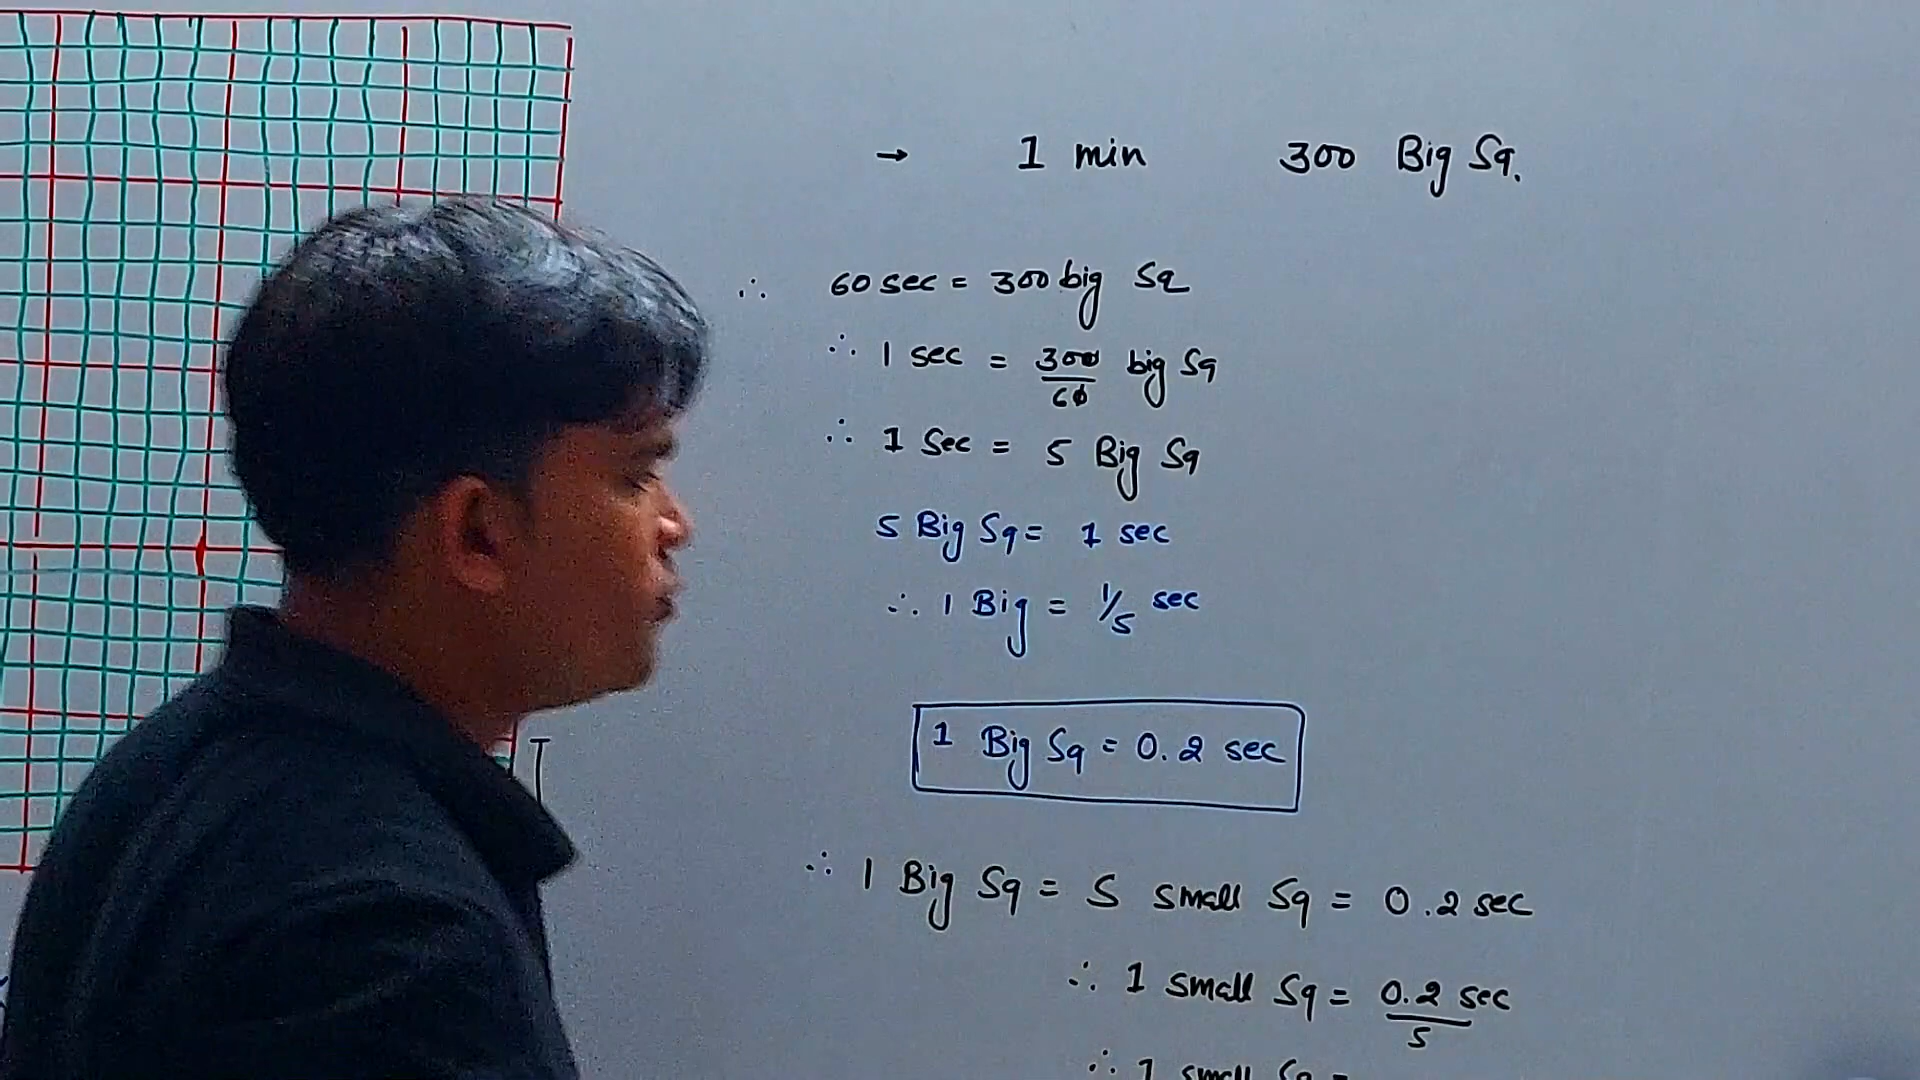 → 1 min 300 Big Sq.
∴ 60 sec = 300 big Sq
∴ 1 sec = 300/60 big Sq
∴ 1 Sec = 5 Big Sq
5 Big Sq = 1 sec
∴ 1 Big = 1/5 sec
1 Big Sq = 0.2 sec
∴ 1 Big Sq = 5 small Sq = 0.2 sec
∴ 1 small Sq = 0.2 sec/5
∴ 1 small Sq =